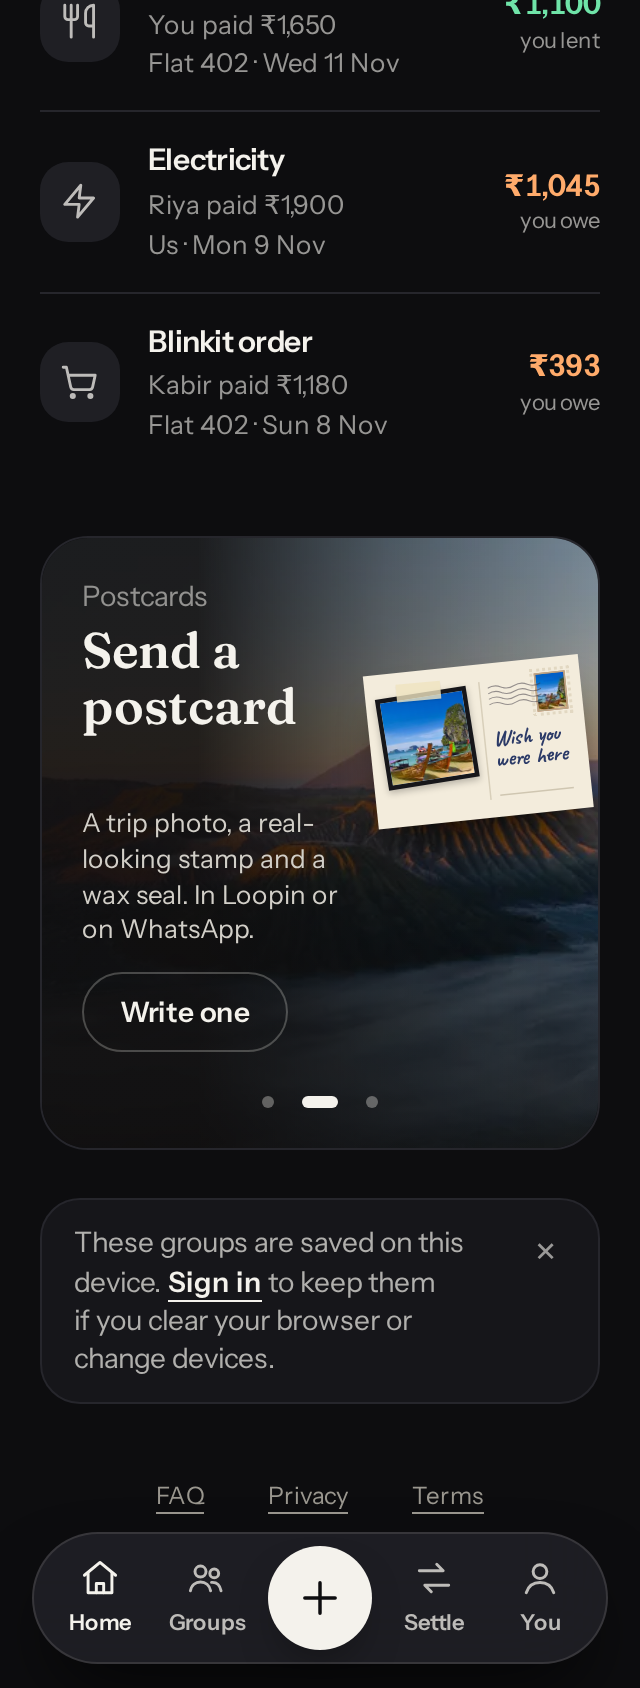 ₹1,100
You paid ₹1,650
you lent
Flat 402 · Wed 11 Nov
Electricity
Riya paid ₹1,900
Us · Mon 9 Nov
₹1,045
you owe
Blinkit order
Kabir paid ₹1,180
Flat 402 · Sun 8 Nov
₹393
you owe
Postcards
Send a
postcard
Wish you
were here
A trip photo, a real-
looking stamp and a
wax seal. In Loopin or
on WhatsApp.
Write one
These groups are saved on this
device. Sign in to keep them
if you clear your browser or
change devices.
FAQ
Privacy
Terms
Home
Groups
Settle
You